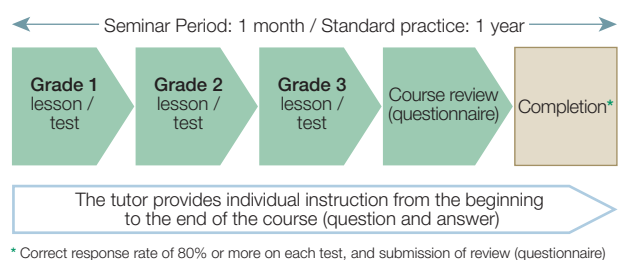 Seminar Period: 1 month / Standard practice: 1 year
Grade 1
lesson /
test
Grade 2
lesson /
test
Grade 3
lesson /
test
Course review
(questionnaire)
Completion*
The tutor provides individual instruction from the beginning
to the end of the course (question and answer)
* Correct response rate of 80% or more on each test, and submission of review (questionnaire)